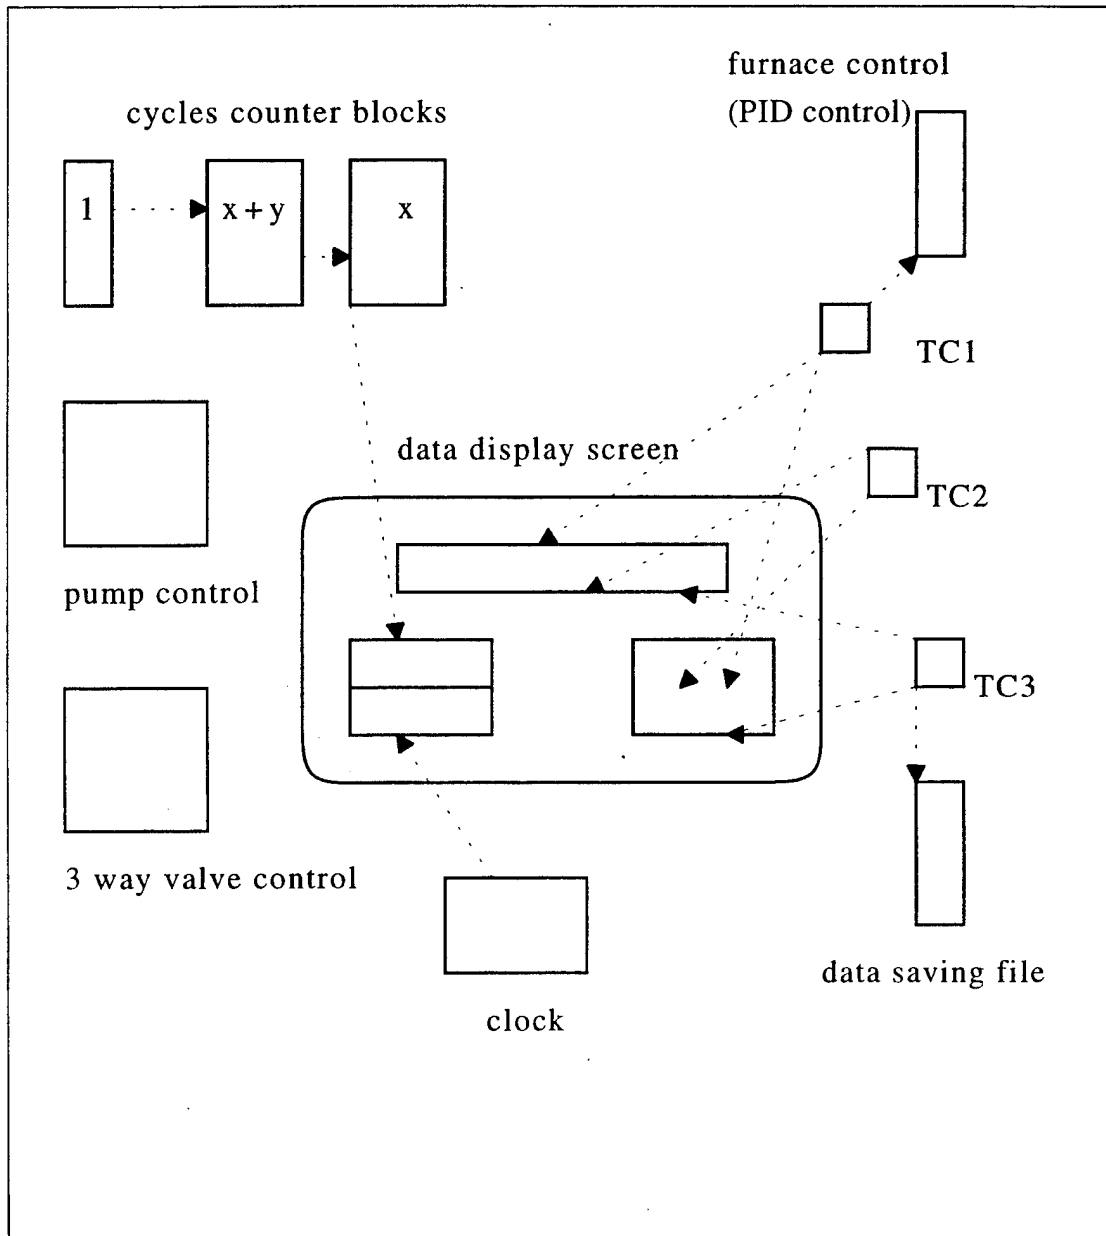 furnace control
(PID control)
cycles counter blocks
1
x + y
x
TC1
data display screen
TC2
pump control
TC3
3 way valve control
data saving file
clock